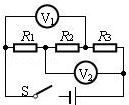 V₁
R₁ R₂ R₃
V₂
S